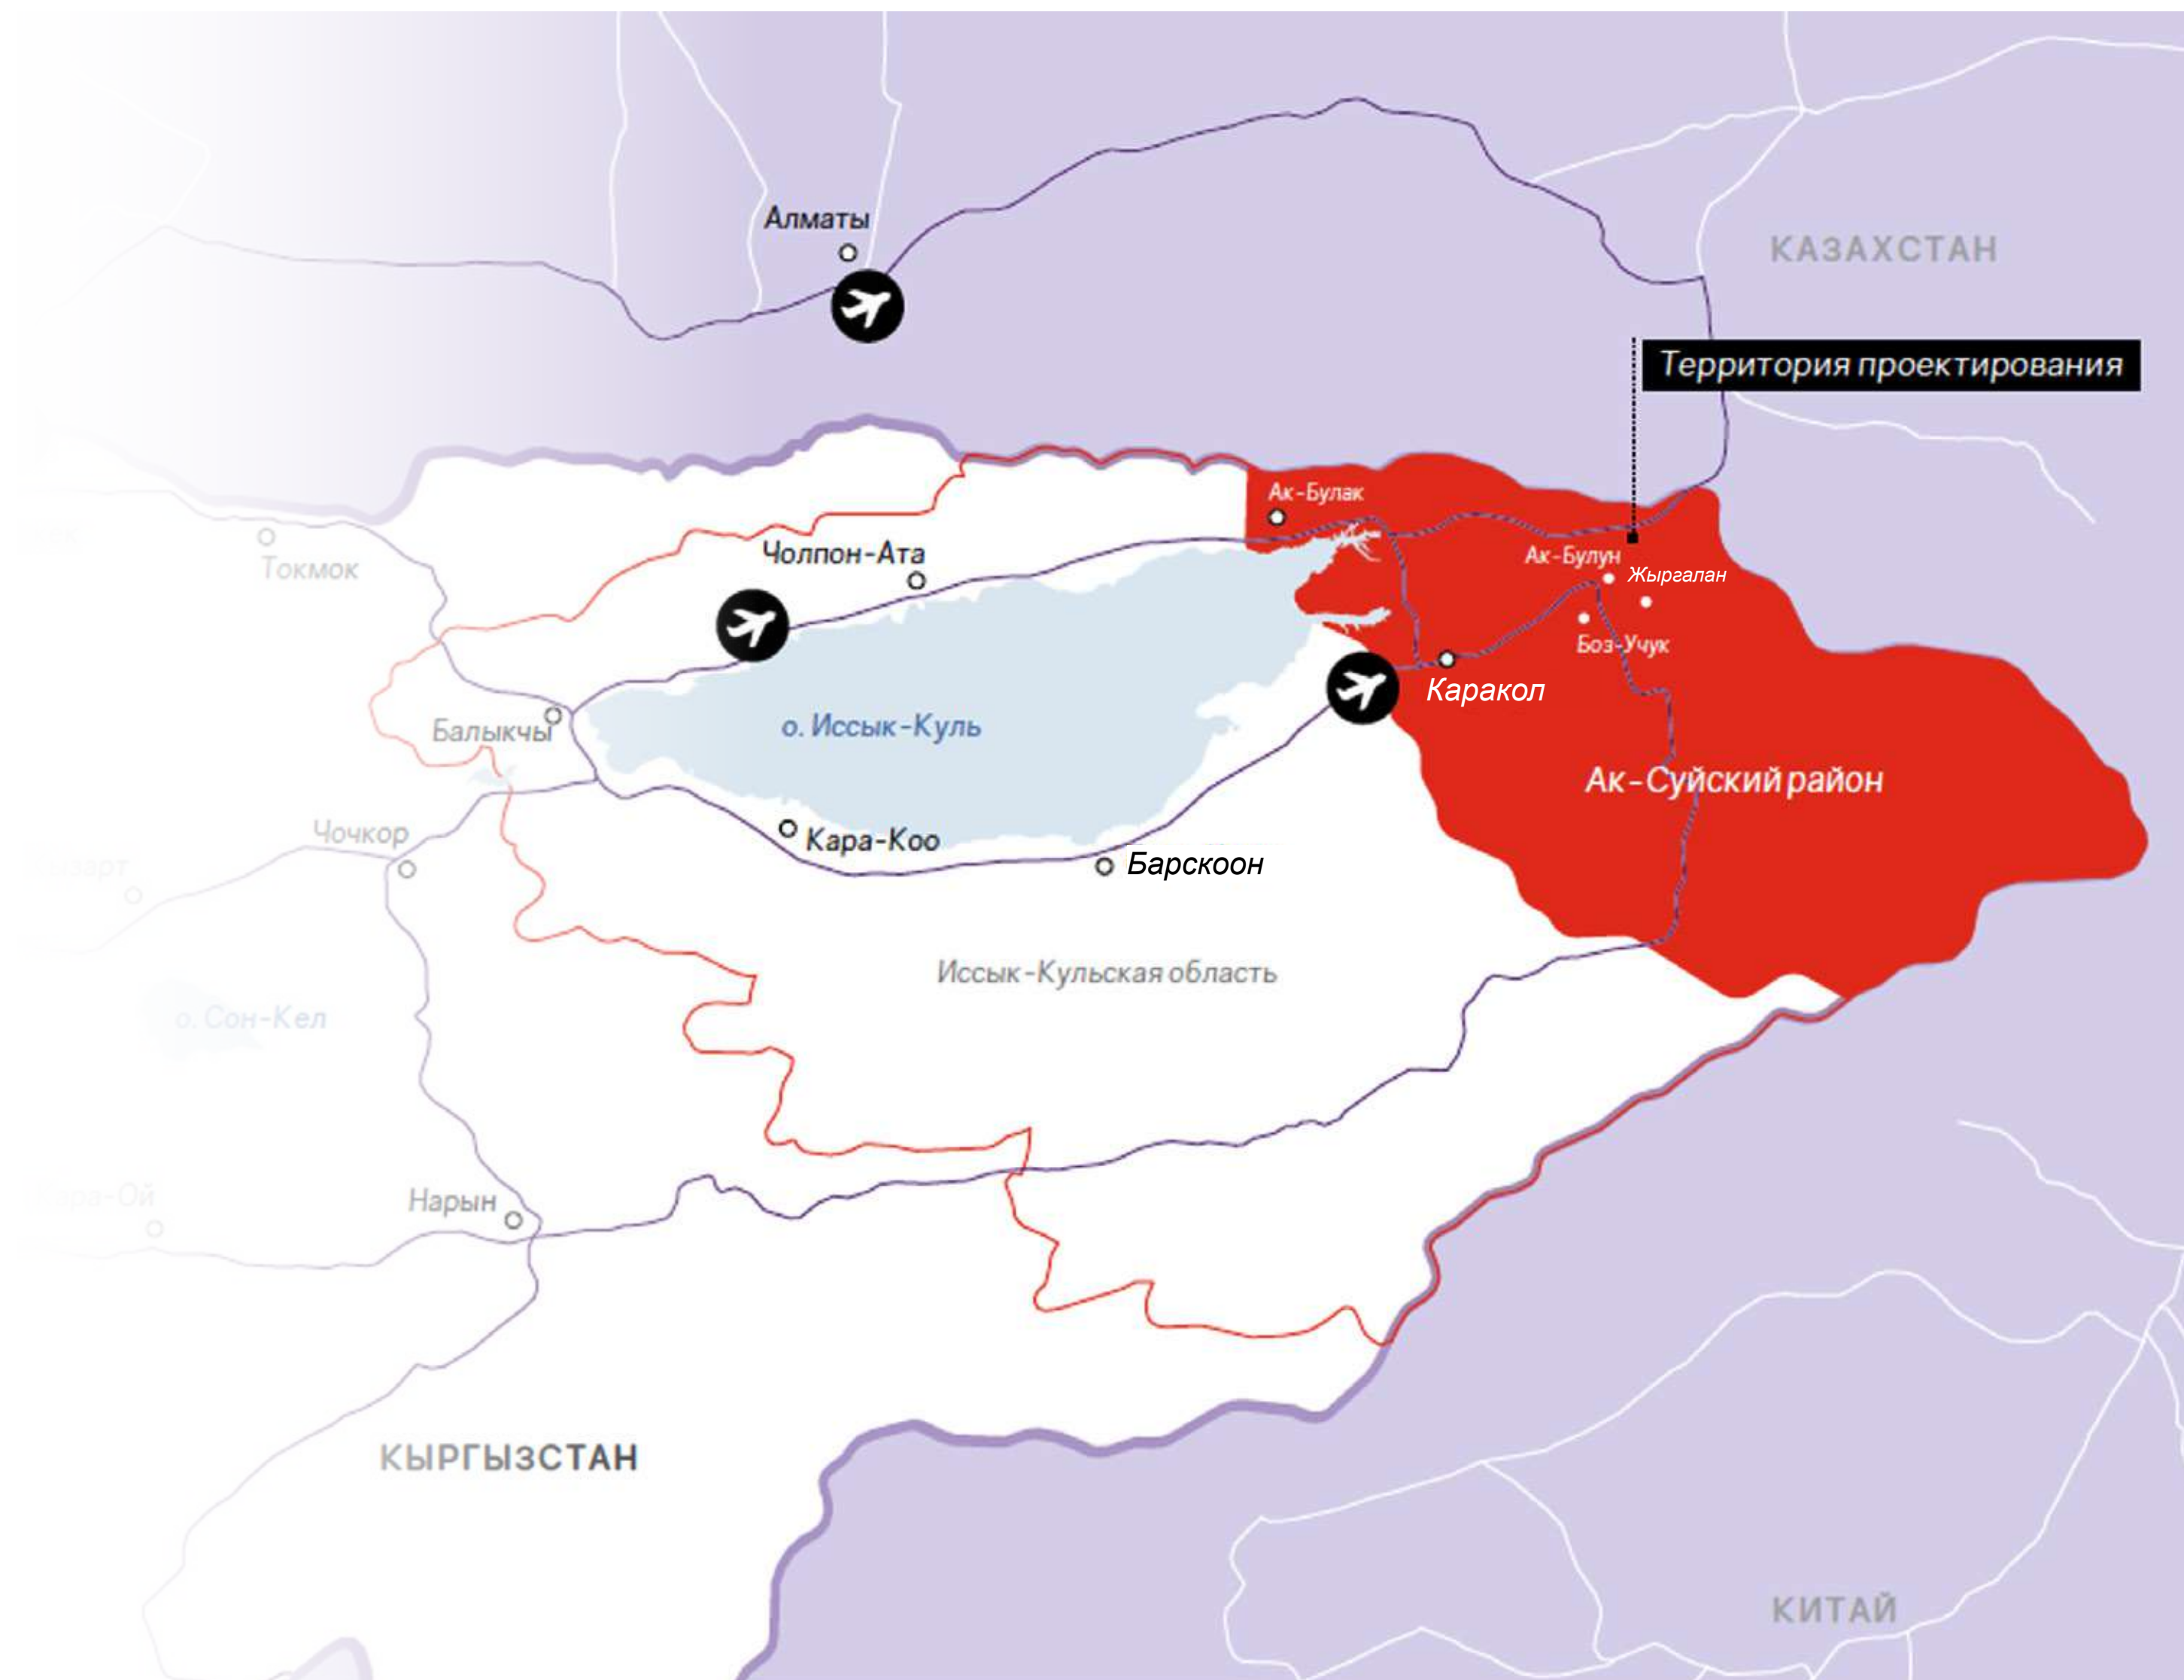 Алматы
КАЗАХСТАН
Территория проектирования
Ак-Булак
Токмок
Чолпон-Ата
Ак-Булун
Жыргалан
Боз-Учук
Каракол
Балыкчы
о. Иссык-Куль
Ак-Суйский район
Чочкор
Кара-Коо
Барскоон
Иссык-Кульская область
о. Сон-Кел
Нарын
КЫРГЫЗСТАН
КИТАЙ